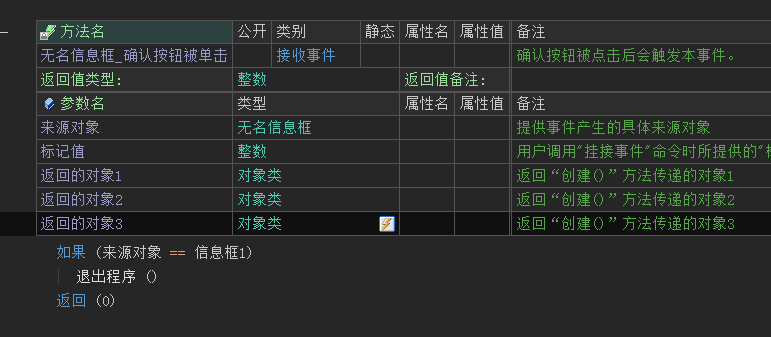 方法名 公开 类别 静态 属性名 属性值 备注
无名信息框_确认按钮被单击 接收事件 确认按钮被点击后会触发本事件。
返回值类型: 整数 返回值备注:
参数名 类型 属性名 属性值 备注
来源对象 无名信息框 提供事件产生的具体来源对象
标记值 整数 用户调用"挂接事件"命令时所提供的"
返回的对象1 对象类 返回“创建()”方法传递的对象1
返回的对象2 对象类 返回“创建()”方法传递的对象2
返回的对象3 对象类 返回“创建()”方法传递的对象3
如果 (来源对象 == 信息框1)
退出程序 ()
返回 (0)